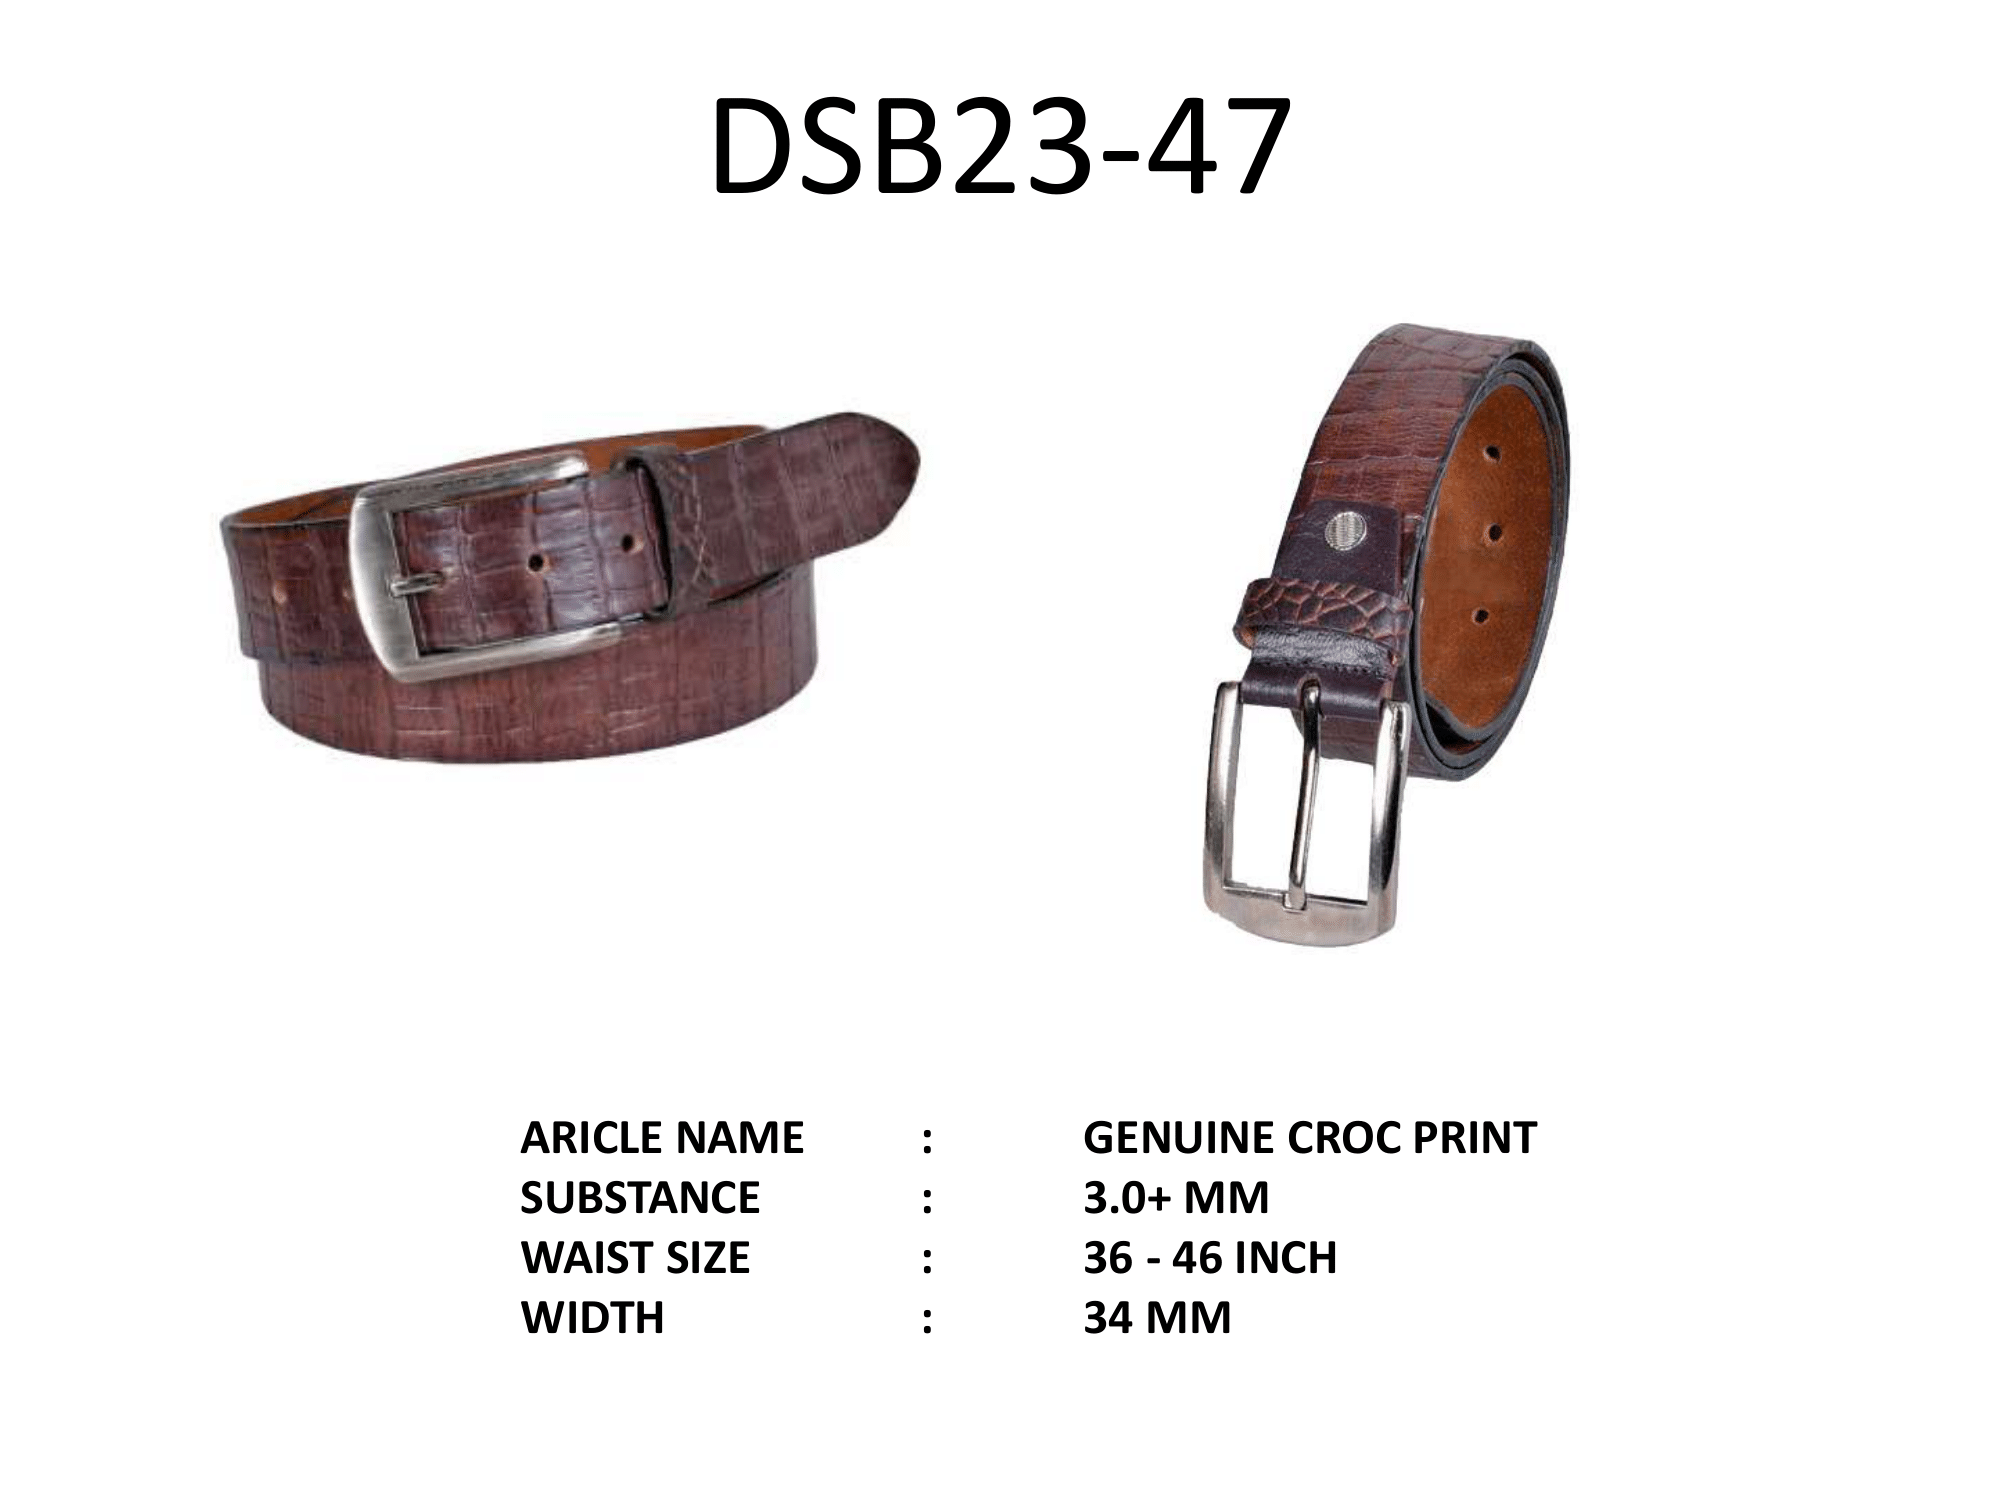 DSB23-47
ARICLE NAME : GENUINE CROC PRINT
SUBSTANCE : 3.0+ MM
WAIST SIZE : 36 - 46 INCH
WIDTH : 34 MM